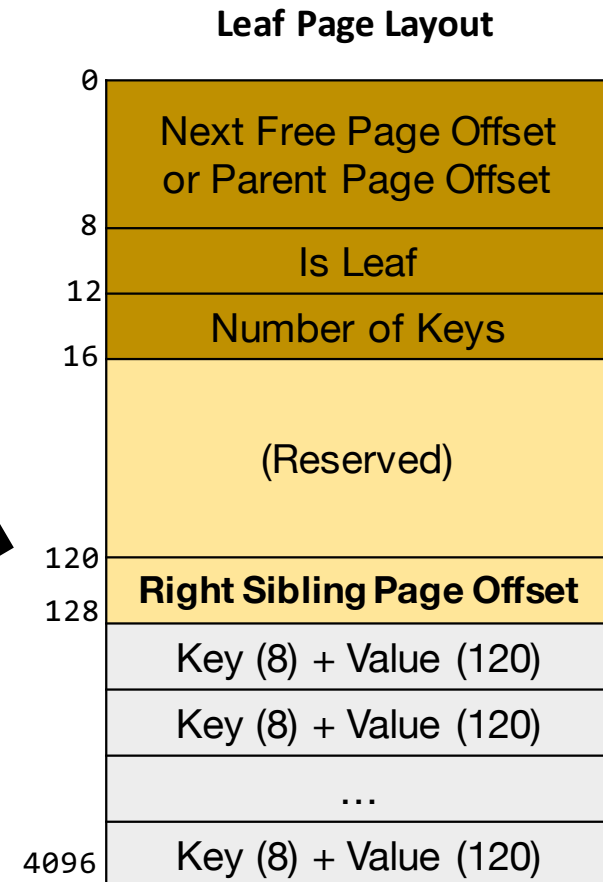 Leaf Page Layout
0
Next Free Page Offset
or Parent Page Offset
8
Is Leaf
12
Number of Keys
16
(Reserved)
120
Right Sibling Page Offset
128
Key (8) + Value (120)
Key (8) + Value (120)
...
4096
Key (8) + Value (120)